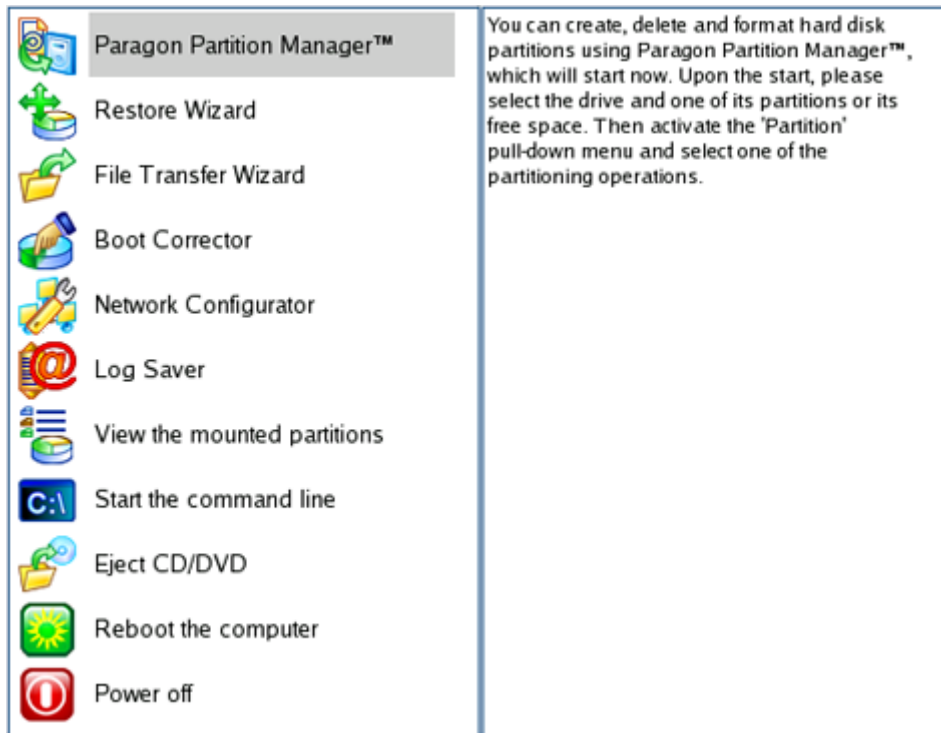 Paragon Partition Manager™
Restore Wizard
File Transfer Wizard
Boot Corrector
Network Configurator
Log Saver
View the mounted partitions
C:\
Start the command line
Eject CD/DVD
Reboot the computer
Power off
You can create, delete and format hard disk
partitions using Paragon Partition Manager™,
which will start now. Upon the start, please
select the drive and one of its partitions or its
free space. Then activate the 'Partition'
pull-down menu and select one of the
partitioning operations.